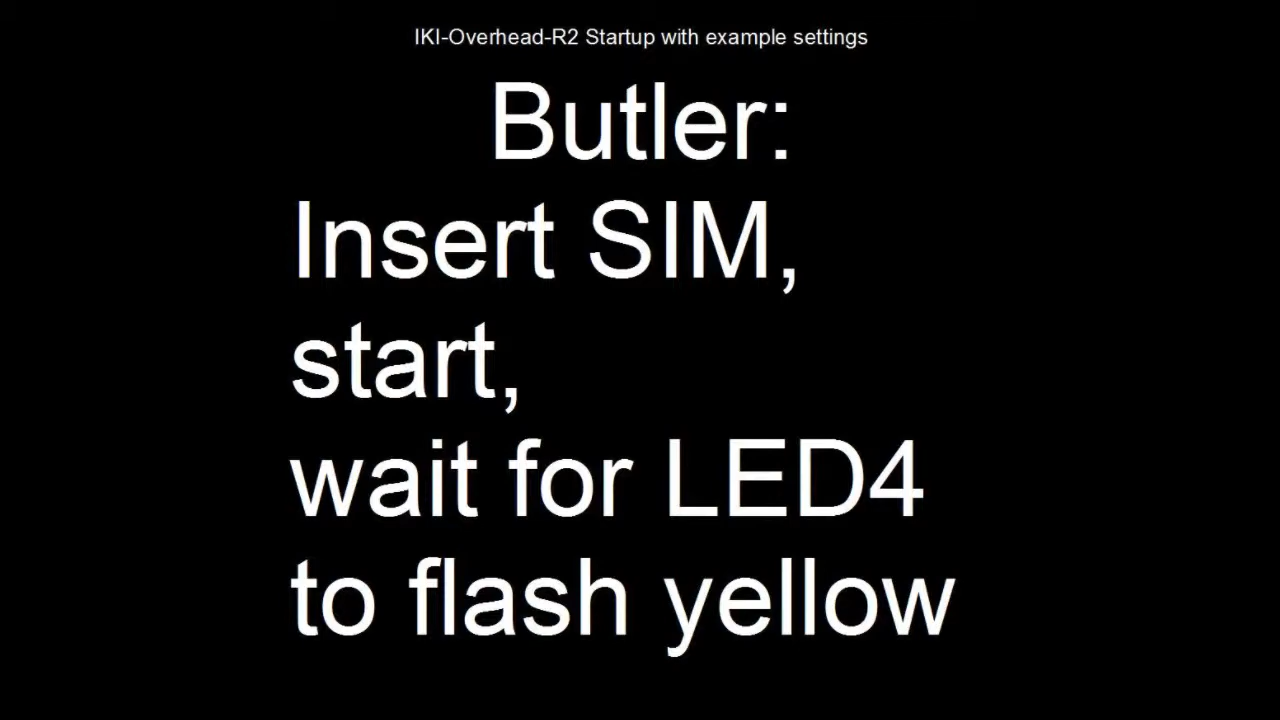 IKI-Overhead-R2 Startup with example settings
Butler:
Insert SIM,
start,
wait for LED4
to flash yellow